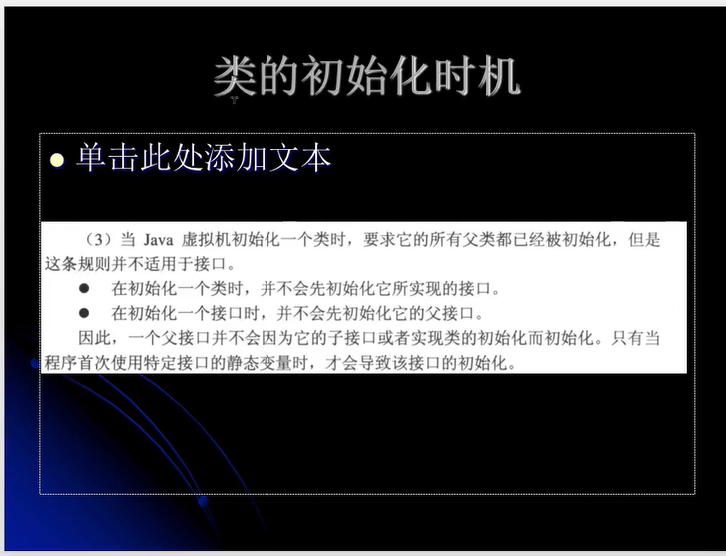 类的初始化时机
单击此处添加文本
（3）当 Java 虚拟机初始化一个类时，要求它的所有父类都已经被初始化，但是
这条规则并不适用于接口。
● 在初始化一个类时，并不会先初始化它所实现的接口。
● 在初始化一个接口时，并不会先初始化它的父接口。
因此，一个父接口并不会因为它的子接口或者实现类的初始化而初始化。只有当
程序首次使用特定接口的静态变量时，才会导致该接口的初始化。